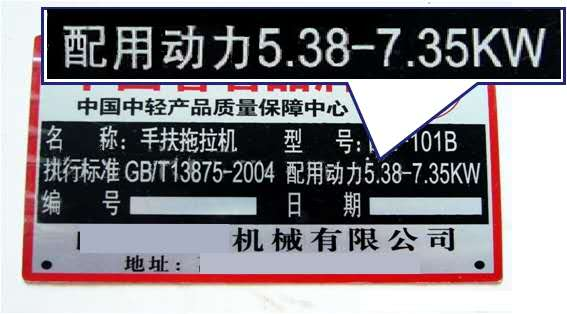 配用动力5.38-7.35KW
中国中轻产品质量保障中心
名 称:手扶拖拉机 型 号: -101B
执行标准 GB/T13875-2004 配用动力5.38-7.35KW
编 号 日 期
机械有限公司
地址: